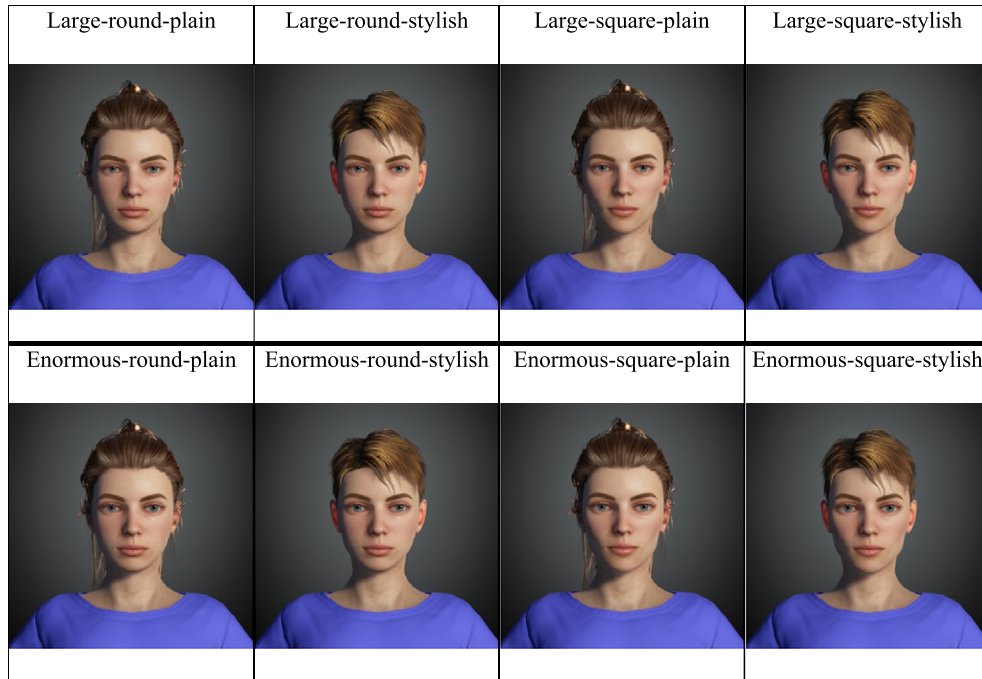 Large-round-plain
Large-round-stylish
Large-square-plain
Large-square-stylish
Enormous-round-plain
Enormous-round-stylish
Enormous-square-plain
Enormous-square-stylish